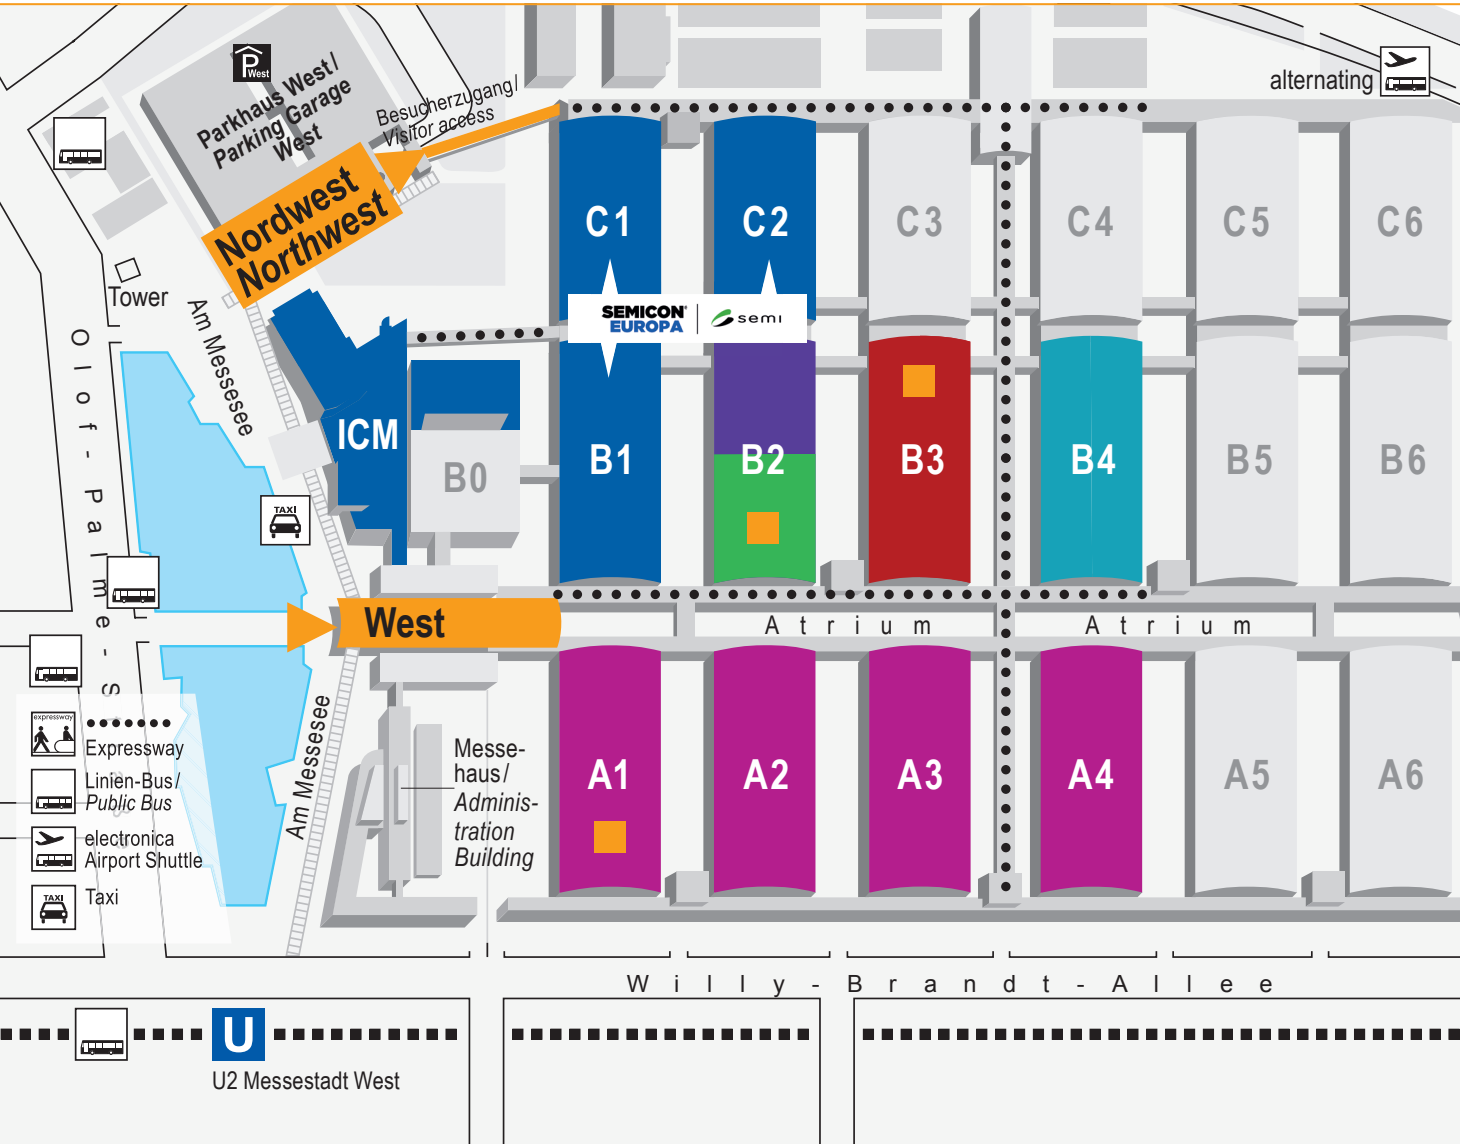 P
West
Parkhaus West/
Parking Garage
West
Besucherzugang/
Visitor access
alternating
Nordwest
Northwest
C1
C2
C3
C4
C5
C6
Tower
Am Messesee
SEMICON®
EUROPA
semi
Olof-Palme-S
ICM
B0
B1
B2
B3
B4
B5
B6
TAXI
West
Atrium
Atrium
Am Messesee
A1
A2
A3
A4
A5
A6
Messe-
haus/
Adminis-
tration
Building
expressway
Expressway
Linien-Bus/
Public Bus
electronica
Airport Shuttle
TAXI
Taxi
Willy-Brandt-Allee
U
U2 Messestadt West